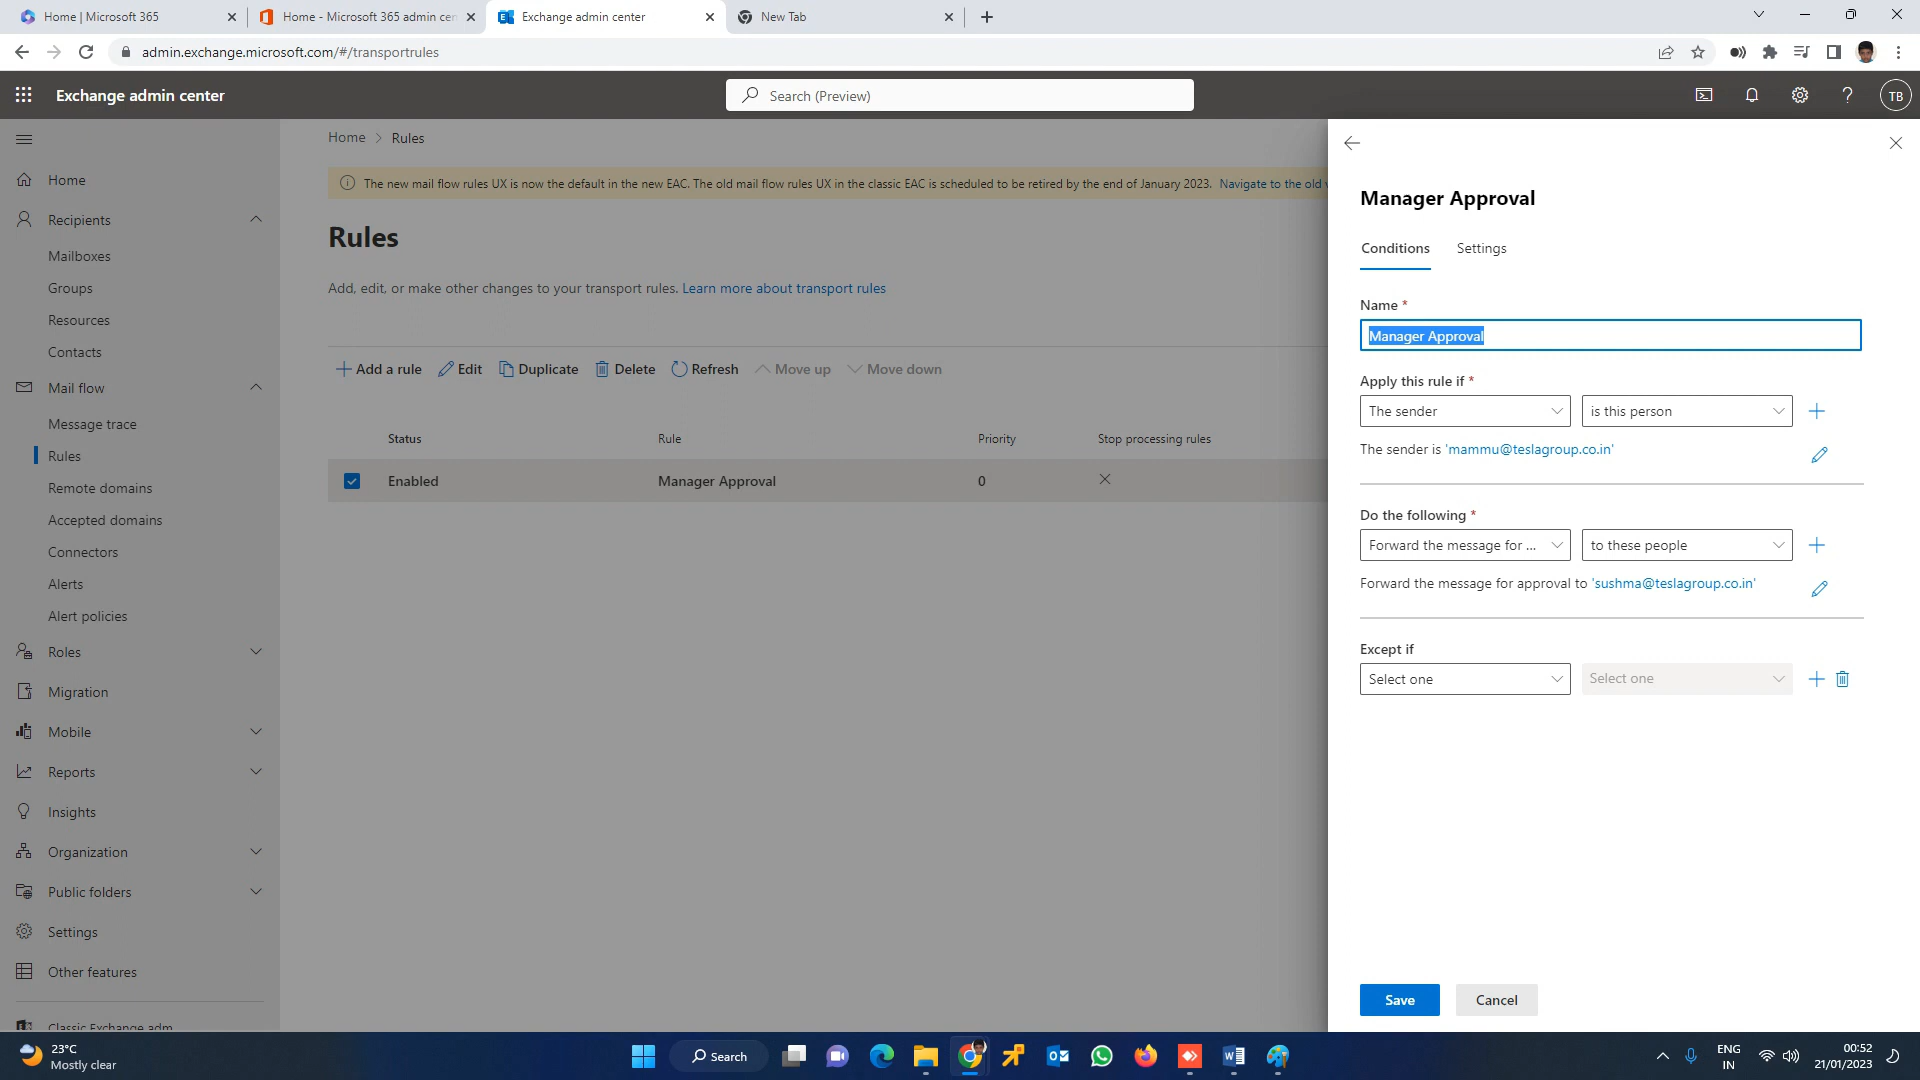 Home | Microsoft 365
Home - Microsoft 365 admin cen
Exchange admin center
New Tab
admin.exchange.microsoft.com/#/transportrules
Exchange admin center
Search (Preview)
TB
Home
Recipients
Mailboxes
Groups
Resources
Contacts
Mail flow
Message trace
Rules
Remote domains
Accepted domains
Connectors
Alerts
Alert policies
Roles
Migration
Mobile
Reports
Insights
Organization
Public folders
Settings
Other features
Classic Exchange adm
Home > Rules
The new mail flow rules UX is now the default in the new EAC. The old mail flow rules UX in the classic EAC is scheduled to be retired by the end of January 2023. Navigate to the old v
Rules
Add, edit, or make other changes to your transport rules. Learn more about transport rules
Add a rule Edit Duplicate Delete Refresh Move up Move down
Status Rule Priority Stop processing rules
Enabled Manager Approval 0
Manager Approval
Conditions Settings
Name *
Manager Approval
Apply this rule if *
The sender is this person
The sender is 'mammu@teslagroup.co.in'
Do the following *
Forward the message for ... to these people
Forward the message for approval to 'sushma@teslagroup.co.in'
Except if
Select one Select one
Save Cancel
23°C
Mostly clear
Search
ENG
IN
00:52
21/01/2023